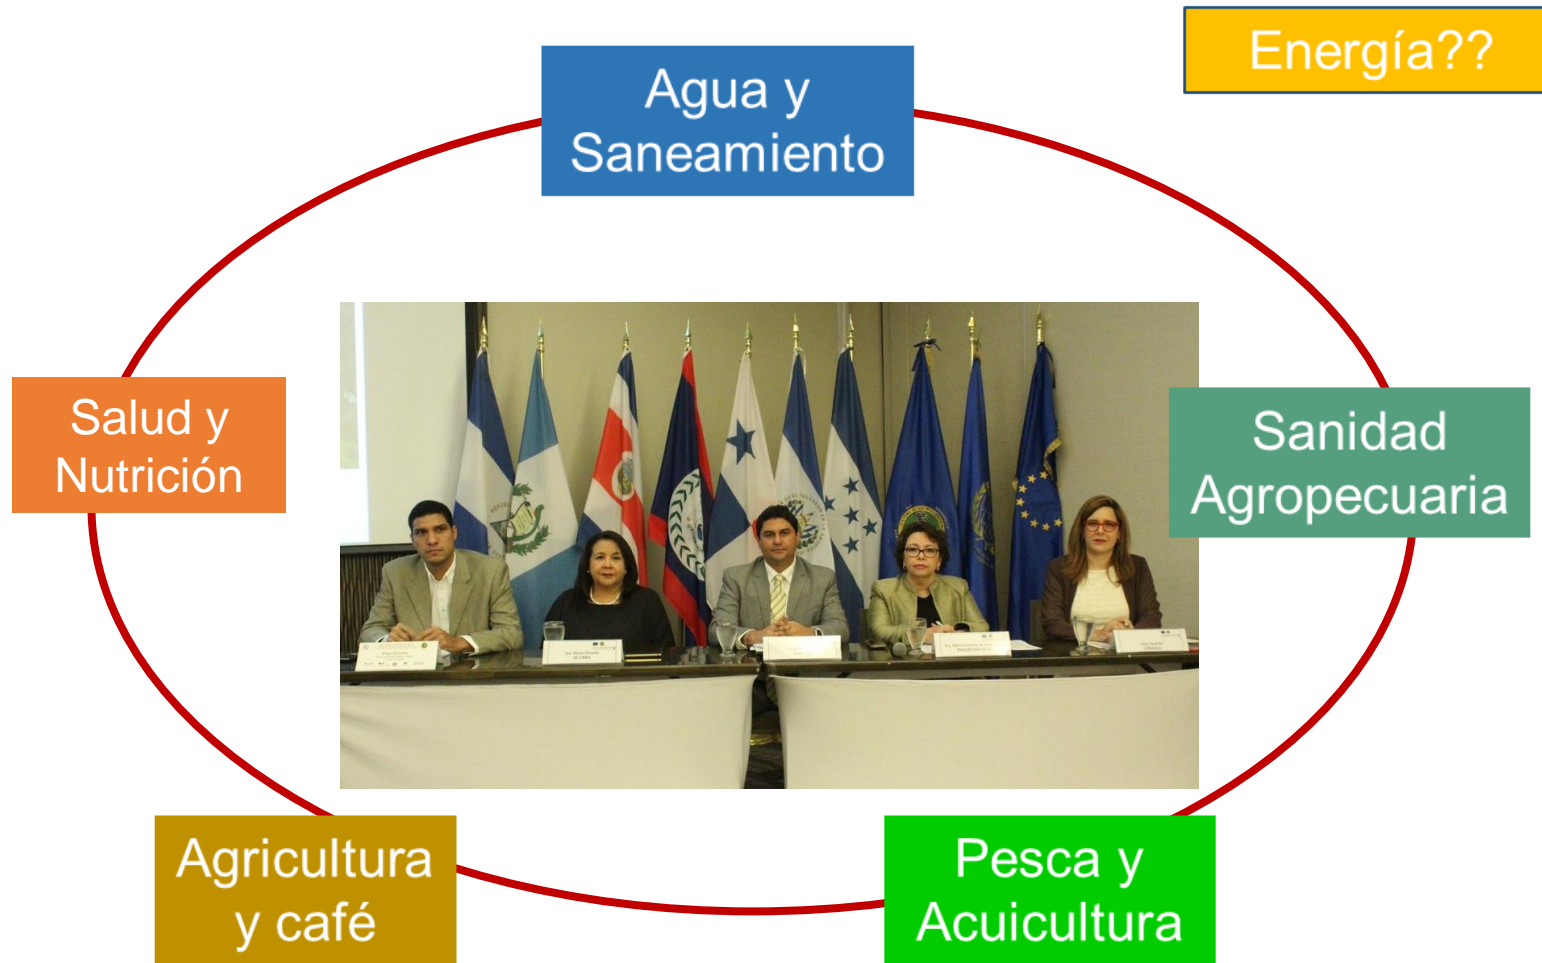 Energía??
Agua y
Saneamiento
Salud y
Nutrición
Sanidad
Agropecuaria
Agricultura
y café
Pesca y
Acuicultura